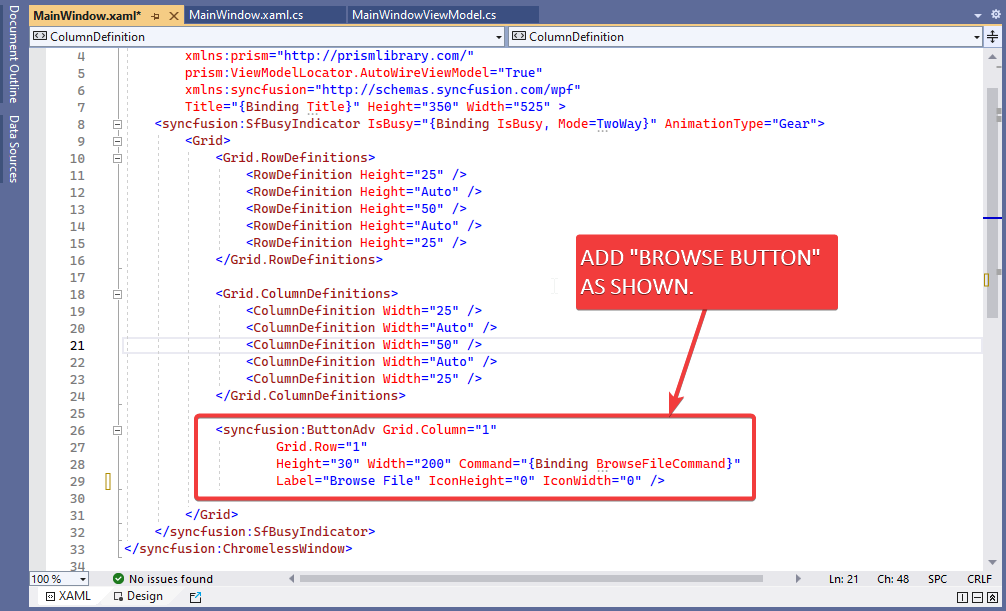 MainWindow.xaml*
MainWindow.xaml.cs
MainWindowViewModel.cs
Document Outline
Data Sources
ColumnDefinition
ColumnDefinition
4 xmlns:prism="http://prismlibrary.com/"
5 prism:ViewModelLocator.AutoWireViewModel="True"
6 xmlns:syncfusion="http://schemas.syncfusion.com/wpf"
7 Title="{Binding Title}" Height="350" Width="525" >
8 <syncfusion:SfBusyIndicator IsBusy="{Binding IsBusy, Mode=TwoWay}" AnimationType="Gear">
9 <Grid>
10 <Grid.RowDefinitions>
11 <RowDefinition Height="25" />
12 <RowDefinition Height="Auto" />
13 <RowDefinition Height="50" />
14 <RowDefinition Height="Auto" />
15 <RowDefinition Height="25" />
16 </Grid.RowDefinitions>
17
18 <Grid.ColumnDefinitions>
19 <ColumnDefinition Width="25" />
20 <ColumnDefinition Width="Auto" />
21 <ColumnDefinition Width="50" />
22 <ColumnDefinition Width="Auto" />
23 <ColumnDefinition Width="25" />
24 </Grid.ColumnDefinitions>
25
26 <syncfusion:ButtonAdv Grid.Column="1"
27 Grid.Row="1"
28 Height="30" Width="200" Command="{Binding BrowseFileCommand}"
29 Label="Browse File" IconHeight="0" IconWidth="0" />
30
31 </Grid>
32 </syncfusion:SfBusyIndicator>
33 </syncfusion:ChromelessWindow>
34
ADD "BROWSE BUTTON"
AS SHOWN.
100 %
No issues found
Ln: 21
Ch: 48
SPC
CRLF
XAML
Design